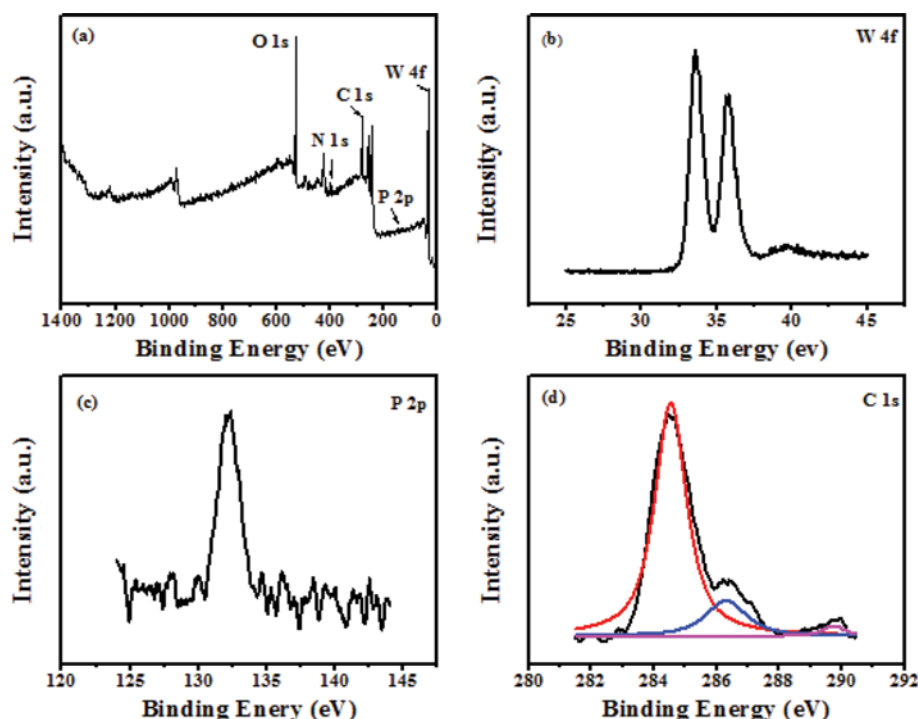 (a)
O 1s
W 4f
C 1s
N 1s
P 2p
Intensity (a.u.)
1400 1200 1000 800 600 400 200 0
Binding Energy (eV)
(b)
W 4f
Intensity (a.u.)
25 30 35 40 45
Binding Energy (ev)
(c)
P 2p
Intensity (a.u.)
120 125 130 135 140 145
Binding Enery (eV)
(d)
C 1s
Intensity (a.u.)
280 282 284 286 288 290 292
Binding Energy (eV)